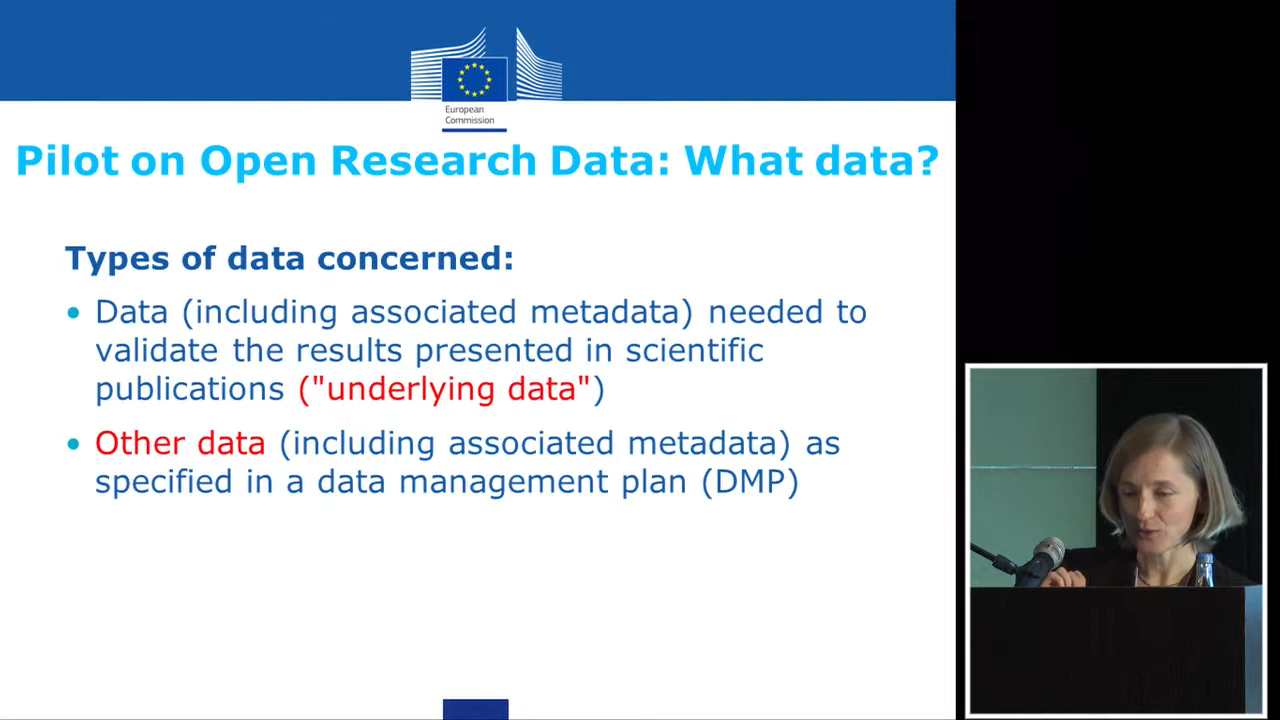 European
Commission
Pilot on Open Research Data: What data?
Types of data concerned:
• Data (including associated metadata) needed to
validate the results presented in scientific
publications ("underlying data")
• Other data (including associated metadata) as
specified in a data management plan (DMP)